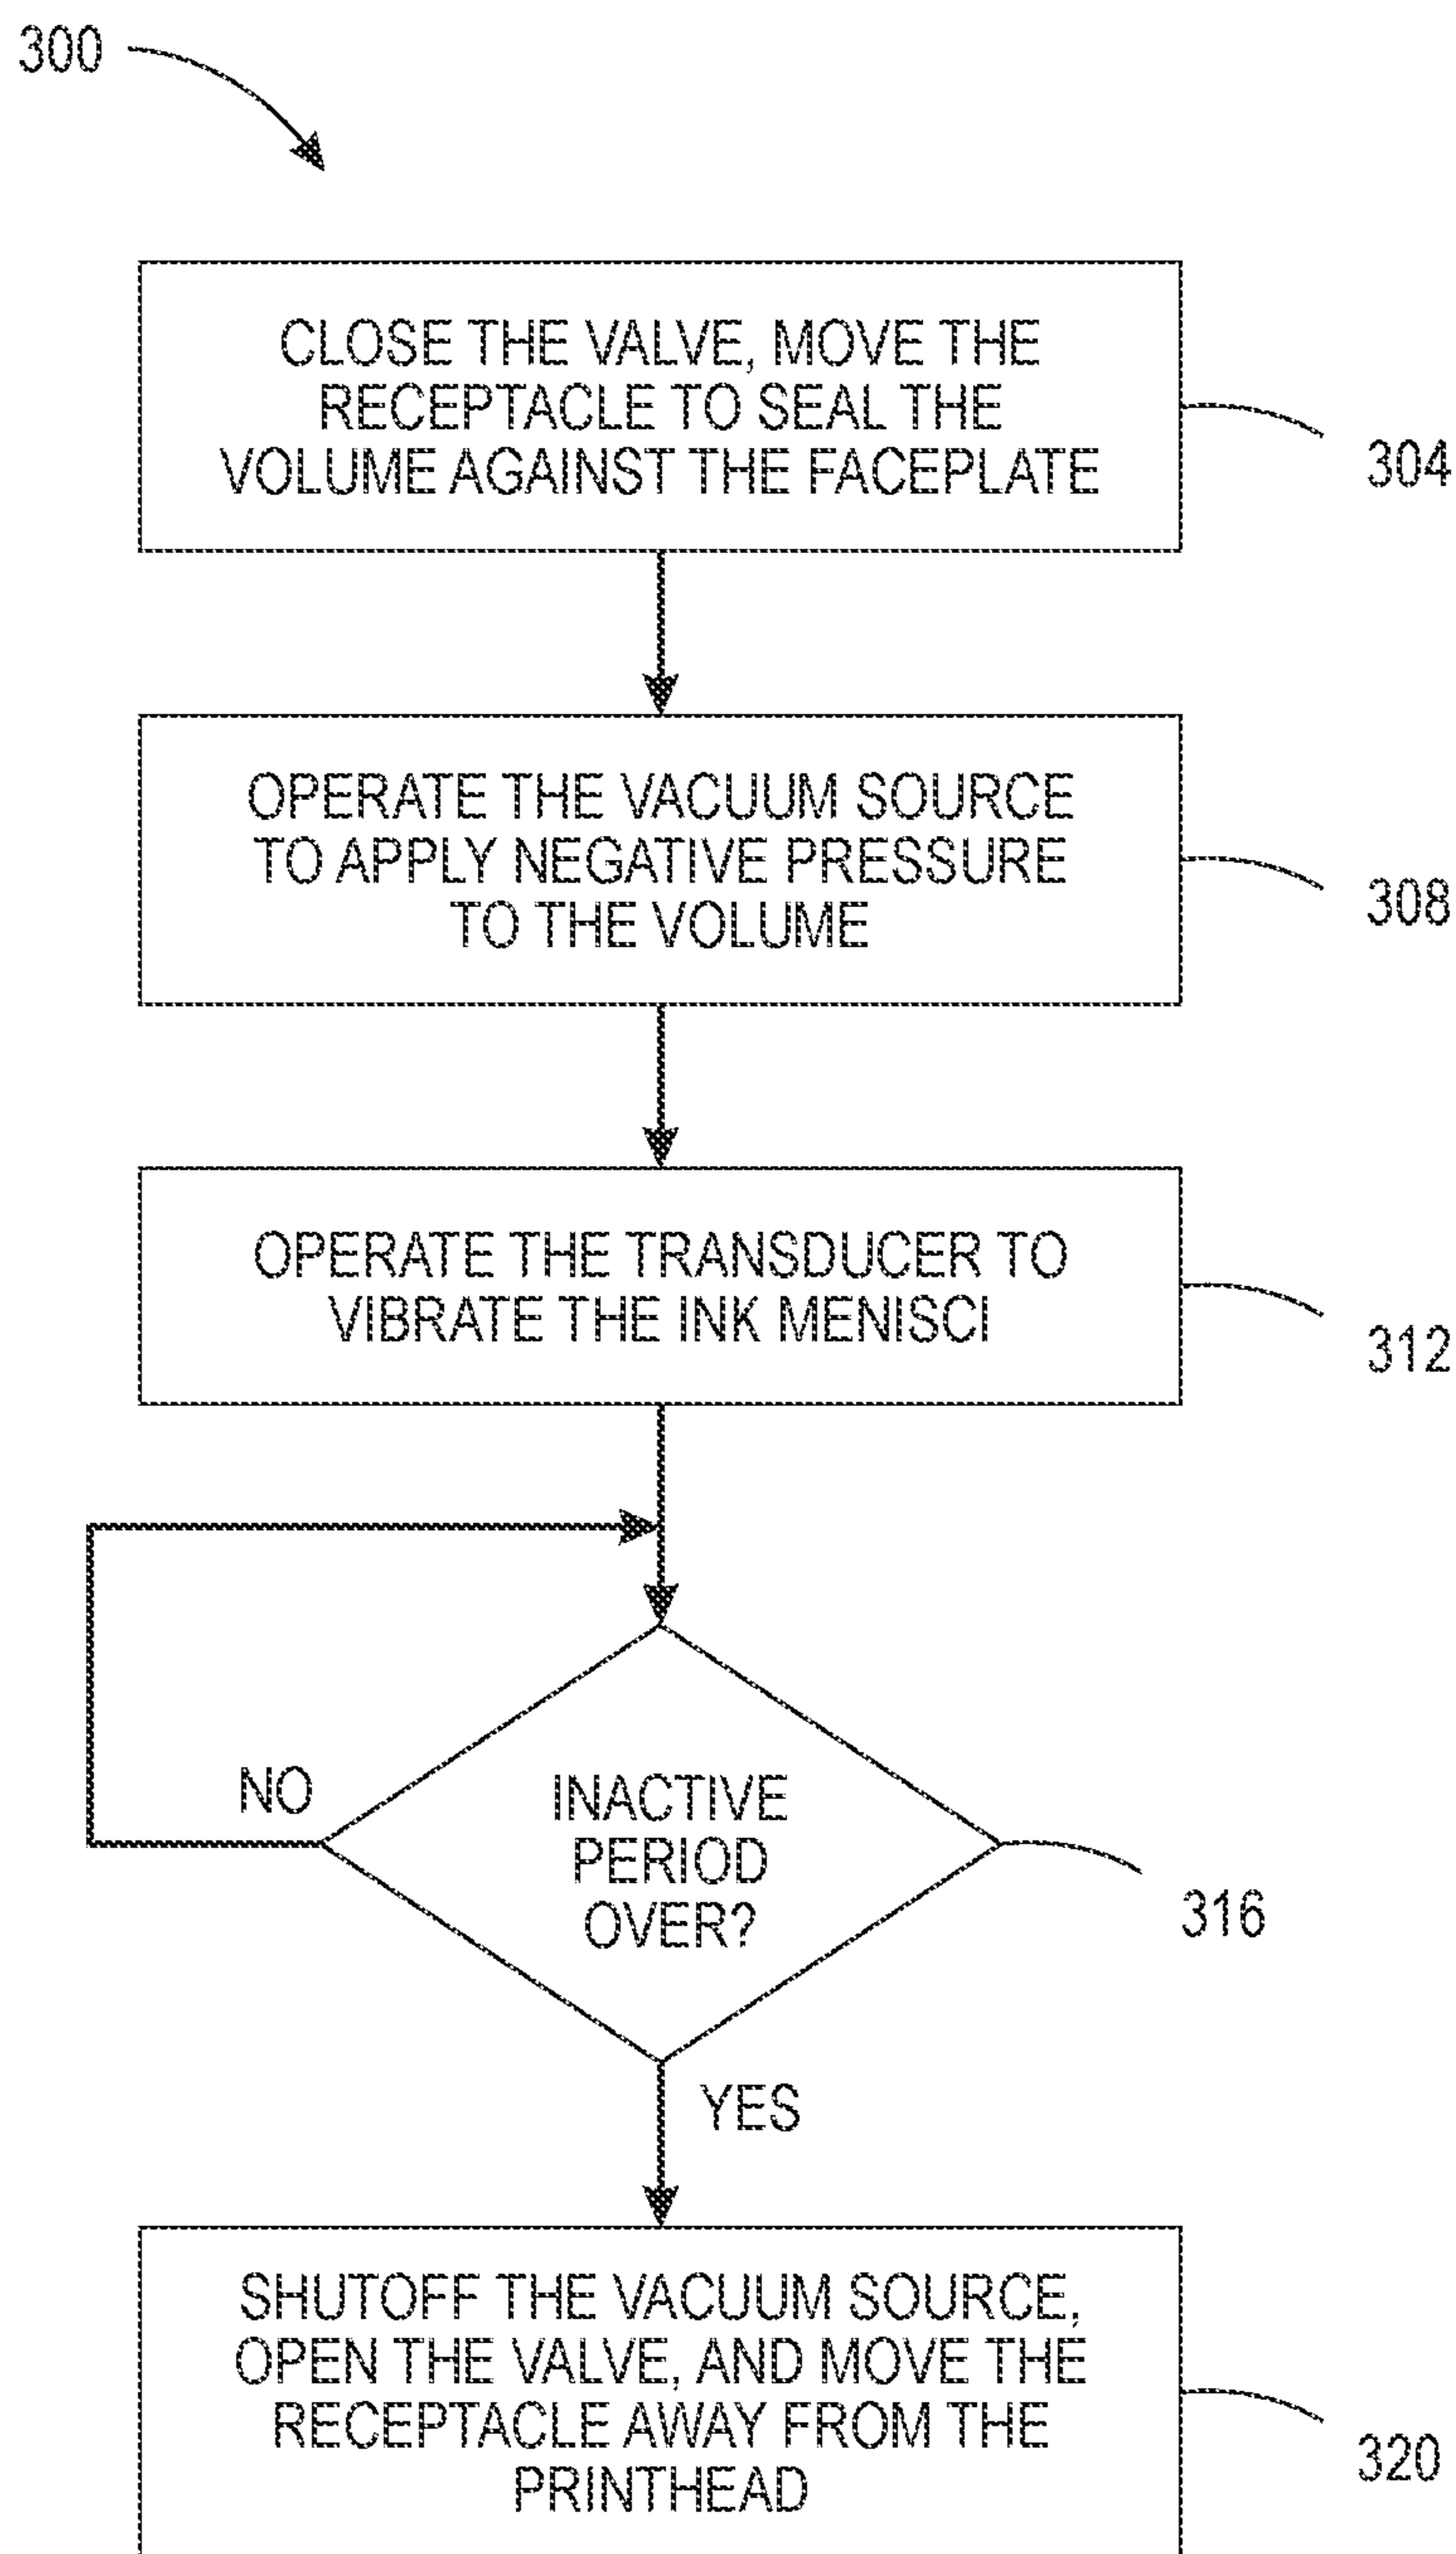 300
CLOSE THE VALVE, MOVE THE
RECEPTACLE TO SEAL THE
VOLUME AGAINST THE FACEPLATE
304
OPERATE THE VACUUM SOURCE
TO APPLY NEGATIVE PRESSURE
TO THE VOLUME
308
OPERATE THE TRANSDUCER TO
VIBRATE THE INK MENISCI
312
NO
INACTIVE
PERIOD
OVER?
316
YES
SHUTOFF THE VACUUM SOURCE,
OPEN THE VALVE, AND MOVE THE
RECEPTACLE AWAY FROM THE
PRINTHEAD
320